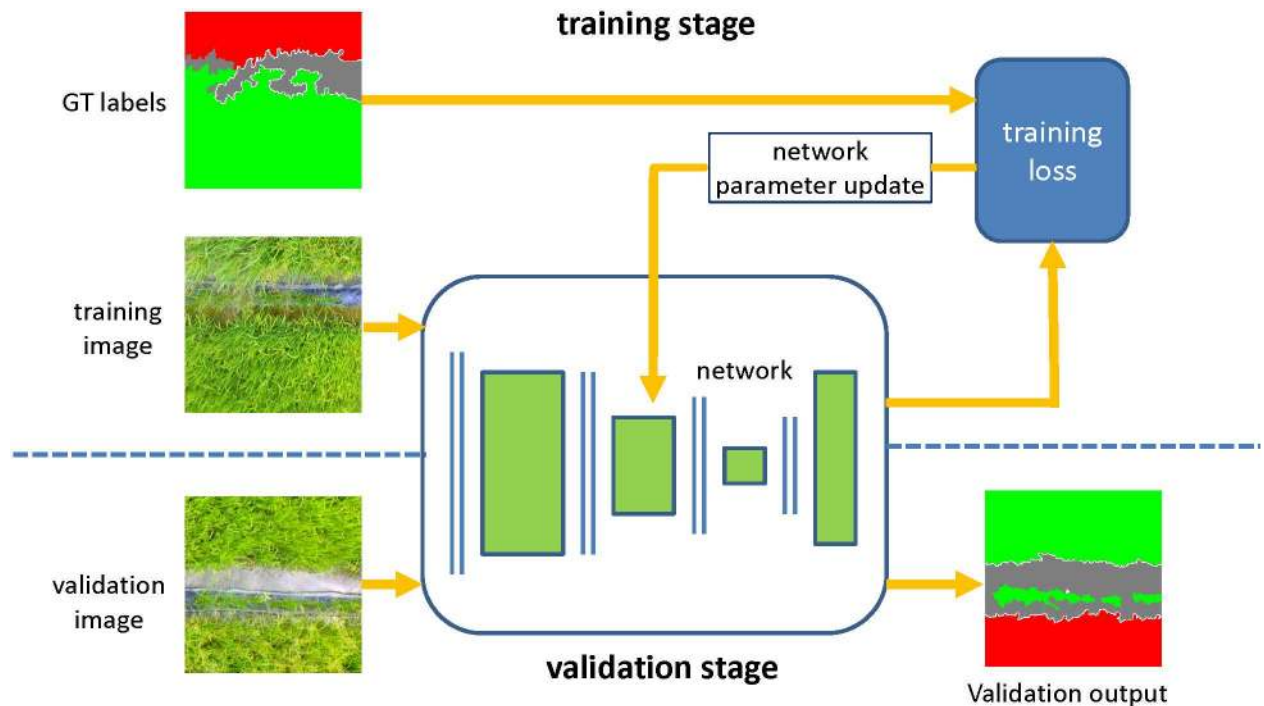 training stage
GT labels
training
loss
network
parameter update
training
image
network
validation
image
validation stage
Validation output